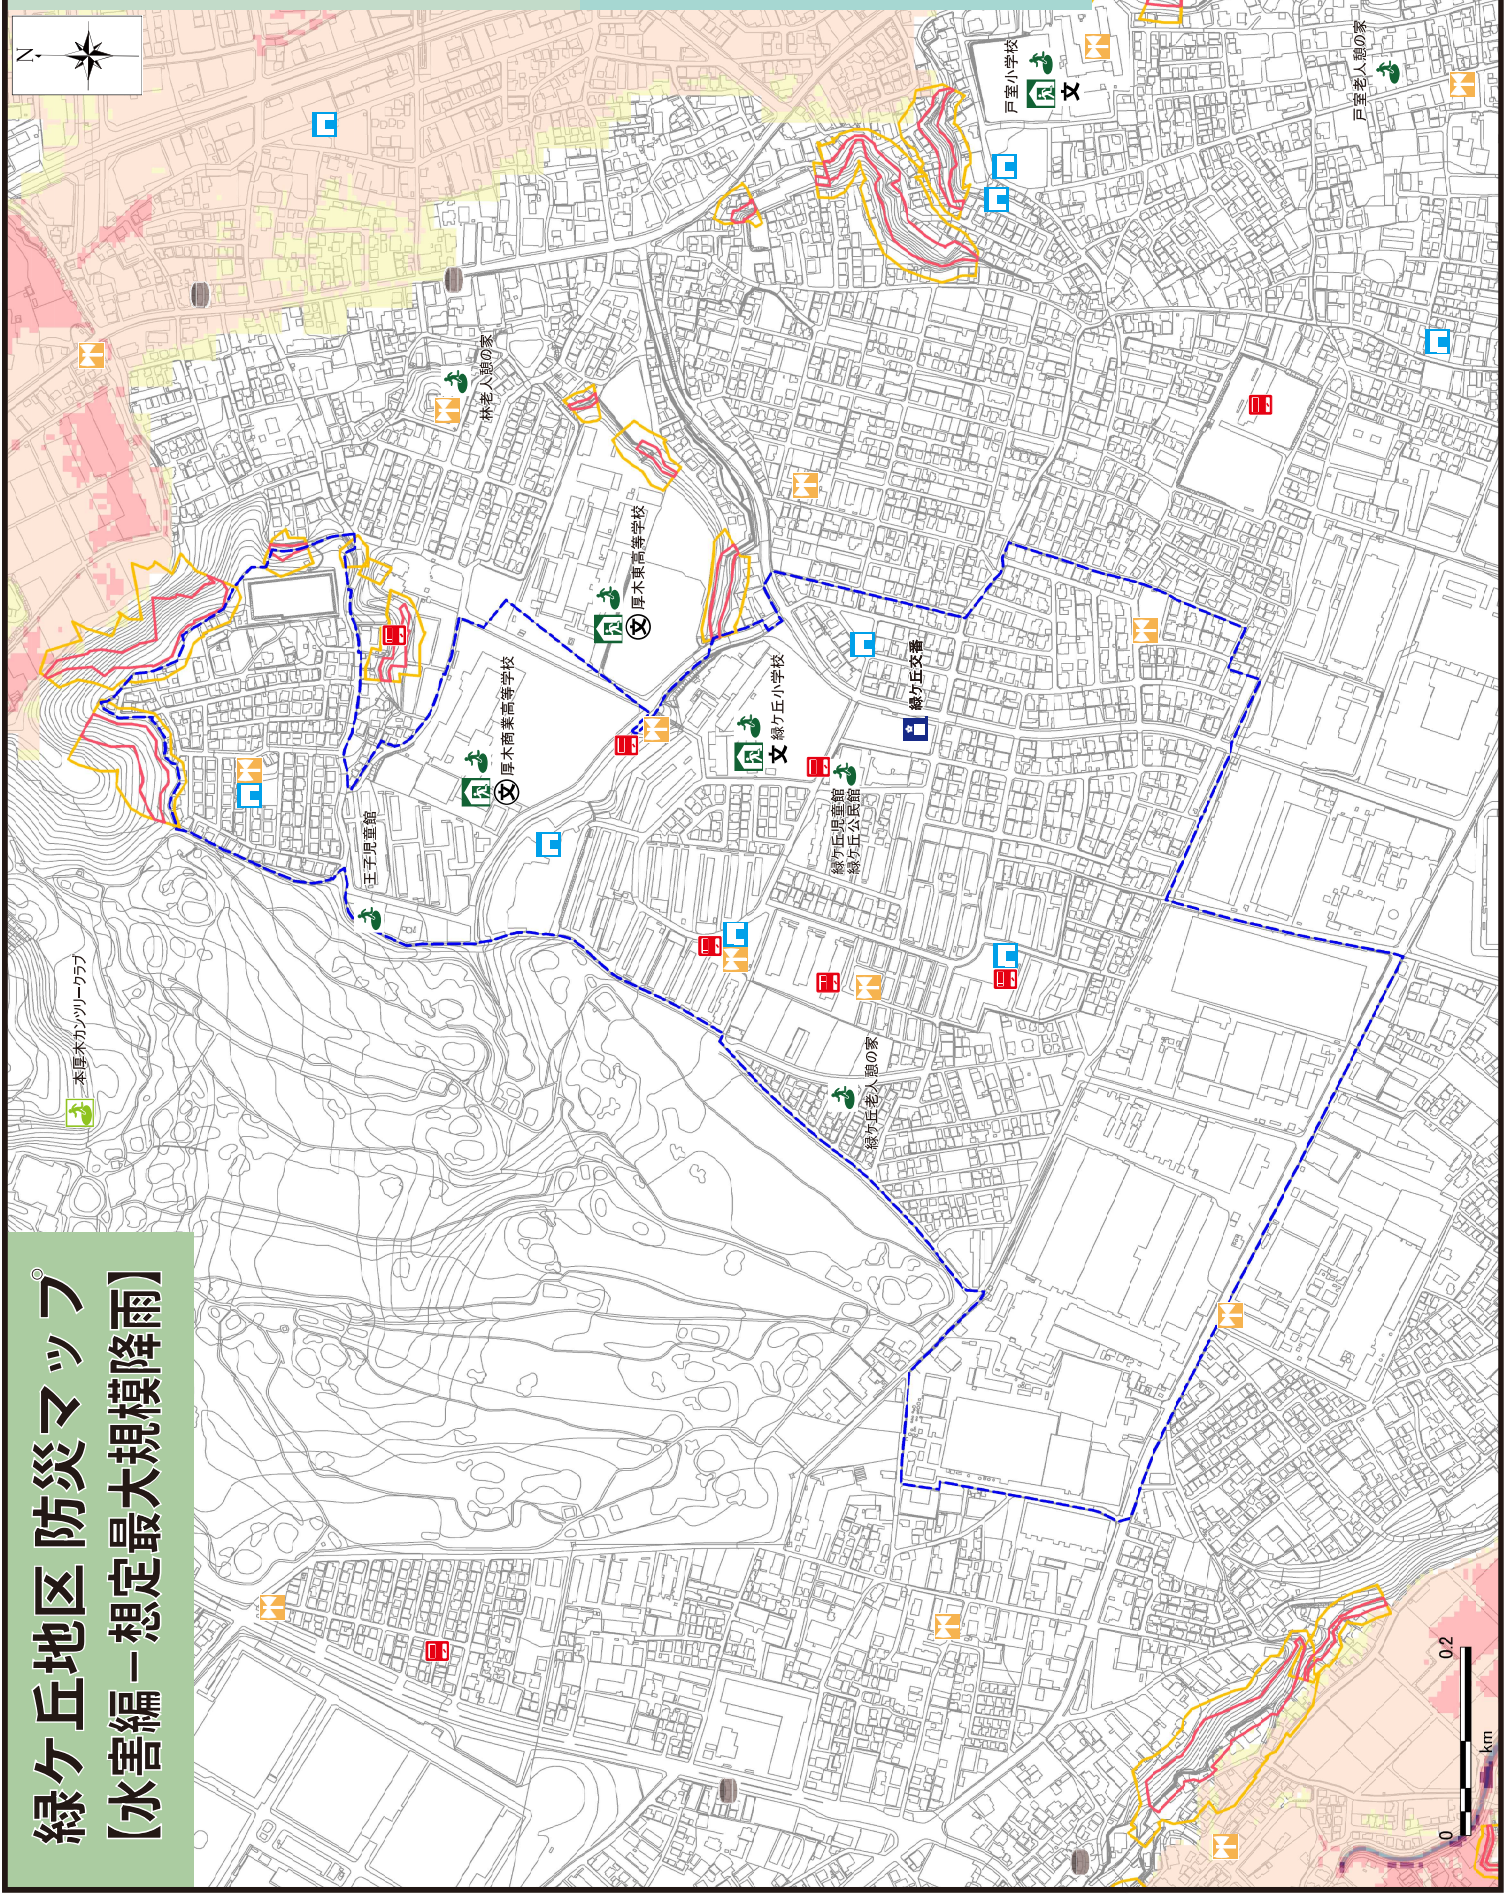 緑ケ丘地区 防災マップ
【水害編－想定最大規模降雨】
N
本厚木カンツリークラブ
王子児童館
林老人憩の家
文
厚木商業高等学校
文
厚木東高等学校
文
緑ケ丘小学校
緑ケ丘児童館
緑ケ丘公民館
緑ケ丘老人憩の家
緑ケ丘交番
戸室小学校
文
戸室老人憩の家
0
0.2
km